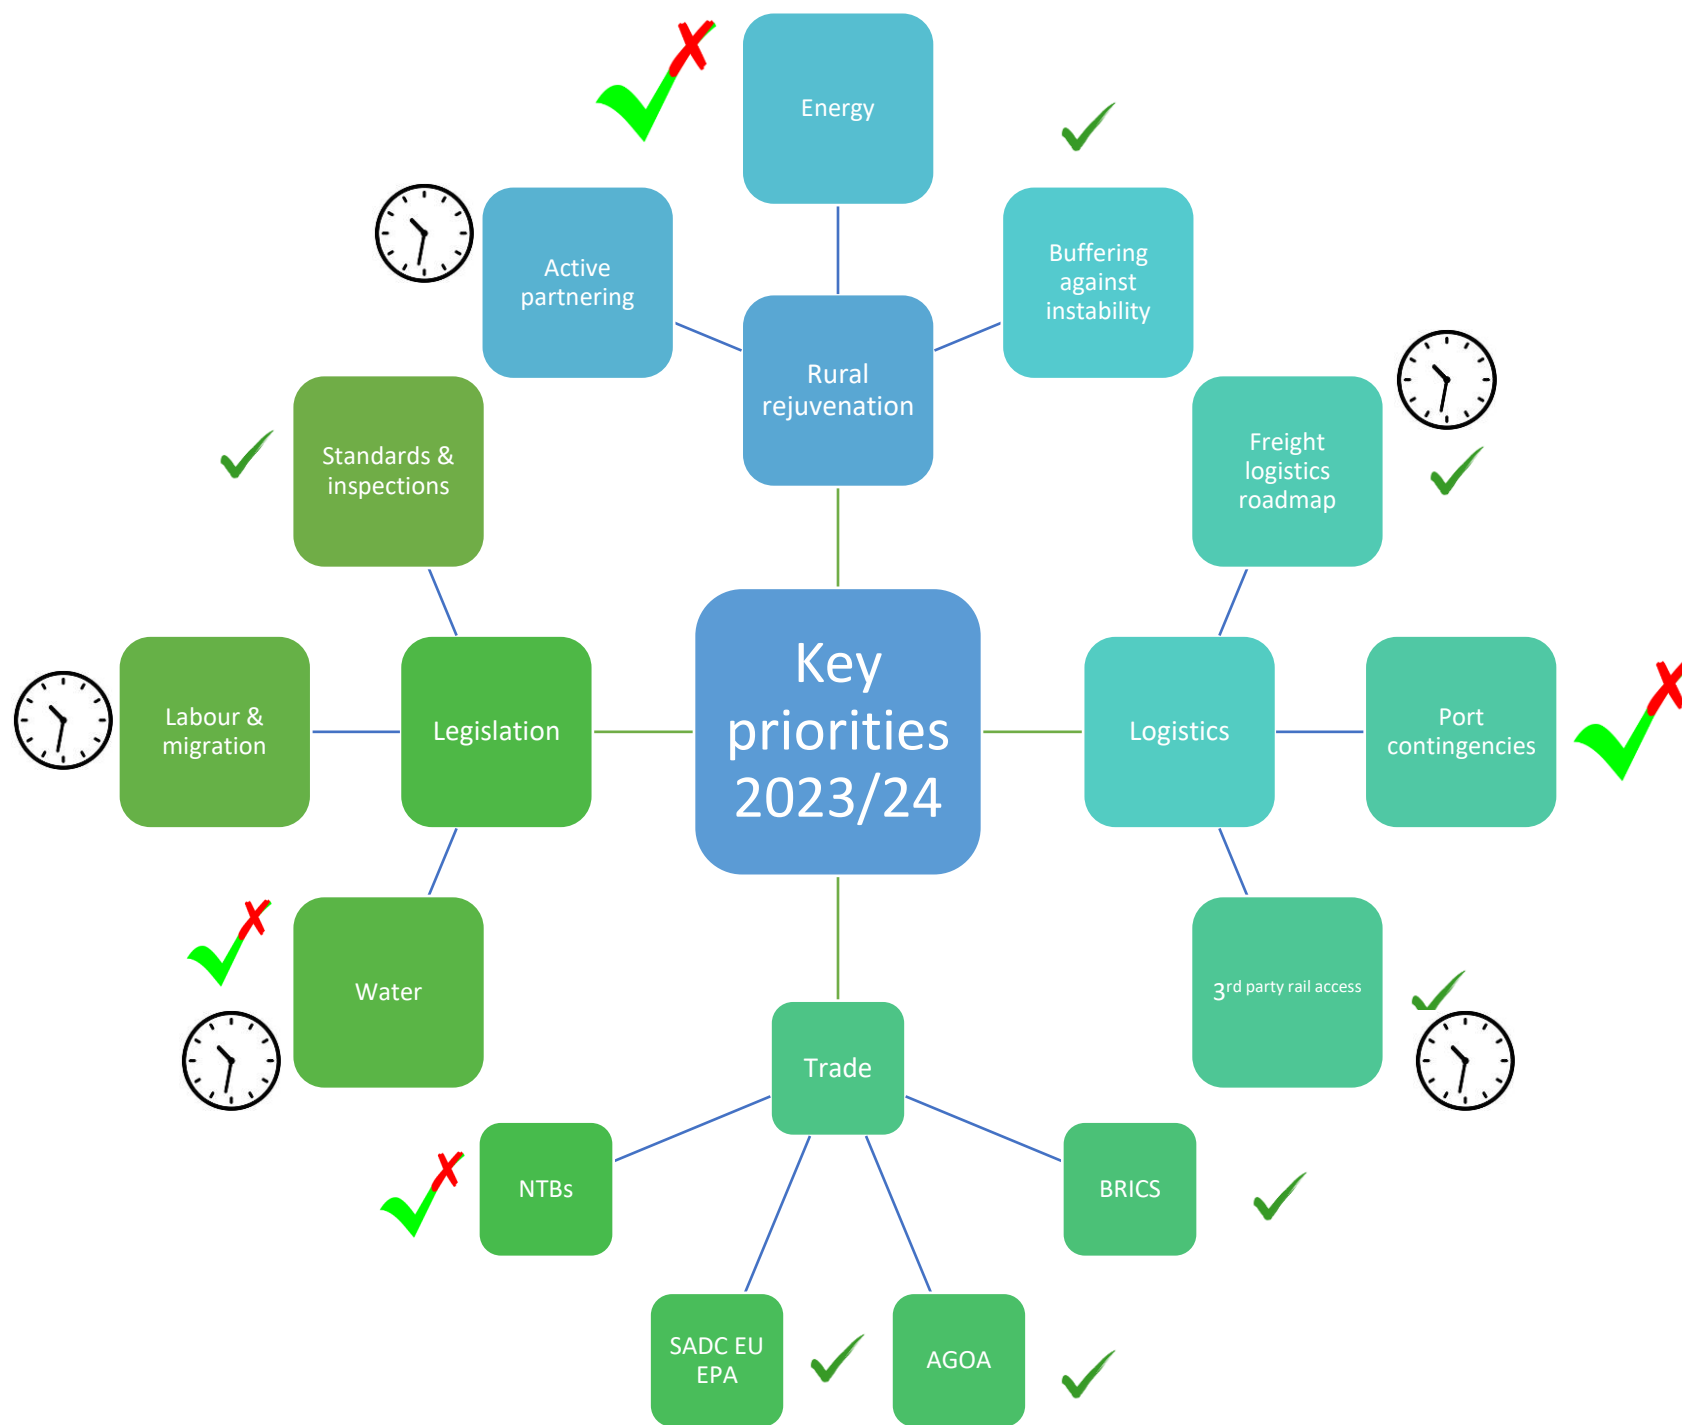 Energy
Active
partnering
Buffering
against
instability
Rural
rejuvenation
Standards &
inspections
Freight
logistics
roadmap
Key
priorities
2023/24
Labour &
migration
Legislation
Logistics
Port
contingencies
Water
3rd party rail access
Trade
NTBs
BRICS
SADC EU
EPA
AGOA